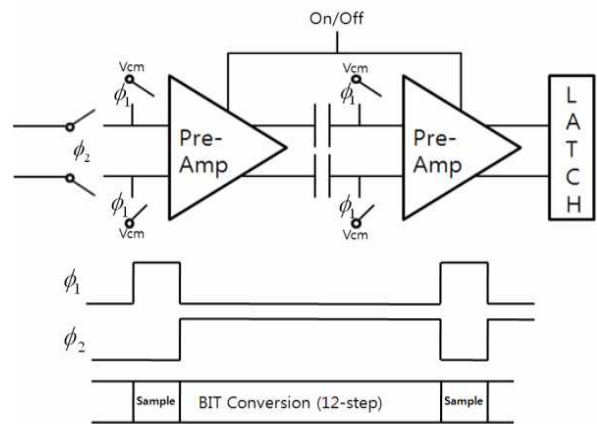 On/Off
Vcm
Vcm
ϕ1
ϕ1
Pre-
Amp
Pre-
Amp
ϕ2
ϕ1
ϕ1
Vcm
Vcm
LATCH
ϕ1
ϕ2
Sample
BIT Conversion (12-step)
Sample